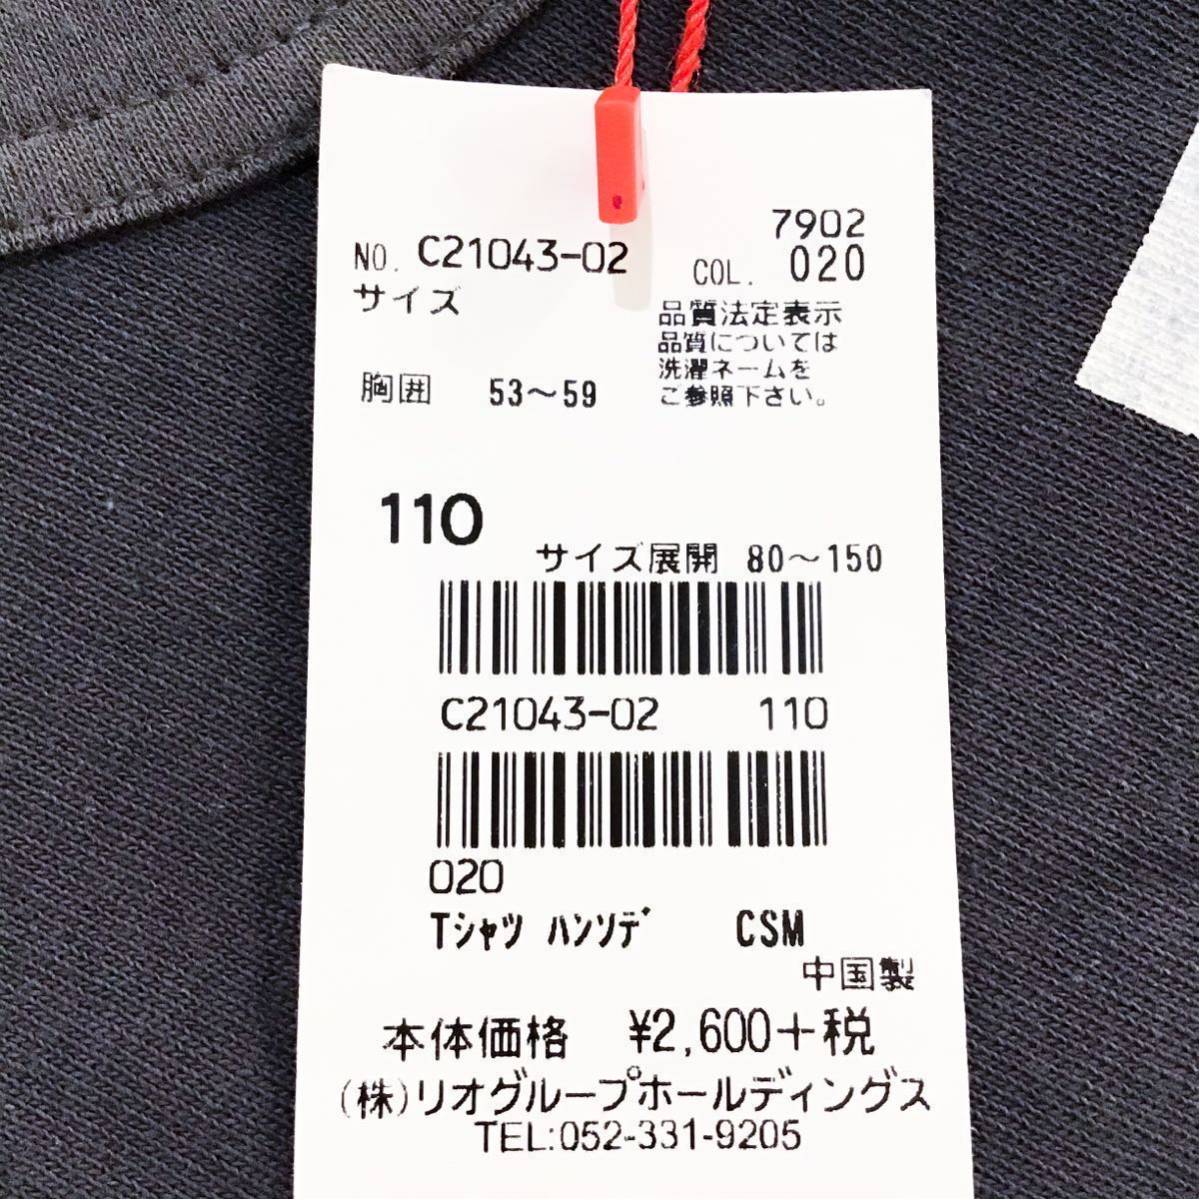 7902
NO. C21043-02 COL. 020
サイズ
品質法定表示
品質については
洗濯ネームを
ご参照下さい。
胸囲 53～59
110
サイズ展開 80～150
C21043-02 110
020
Tシャツ ハンソデ CSM
中国製
本体価格 ¥2,600+税
(株)リオグループホールディングス
TEL:052-331-9205